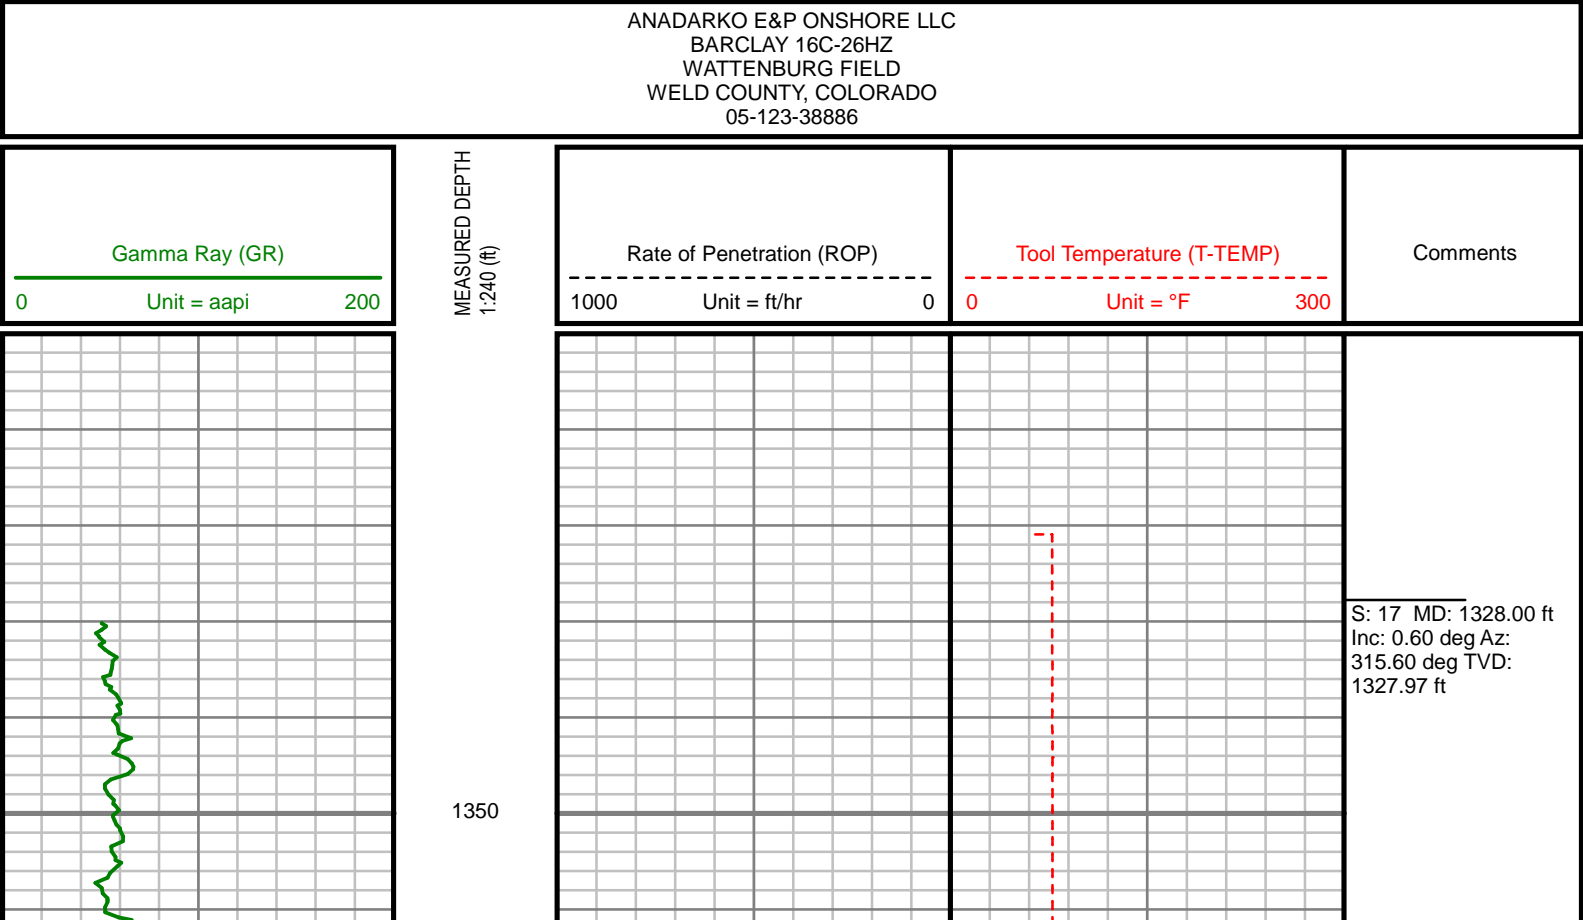 ANADARKO E&P ONSHORE LLC
BARCLAY 16C-26HZ
WATTENBURG FIELD
WELD COUNTY, COLORADO
05-123-38886
Gamma Ray (GR)
0 Unit = aapi 200
MEASURED DEPTH
1:240 (ft)
Rate of Penetration (ROP)
1000 Unit = ft/hr 0
Tool Temperature (T-TEMP)
0 Unit = °F 300
Comments
S: 17 MD: 1328.00 ft
Inc: 0.60 deg Az:
315.60 deg TVD:
1327.97 ft
1350